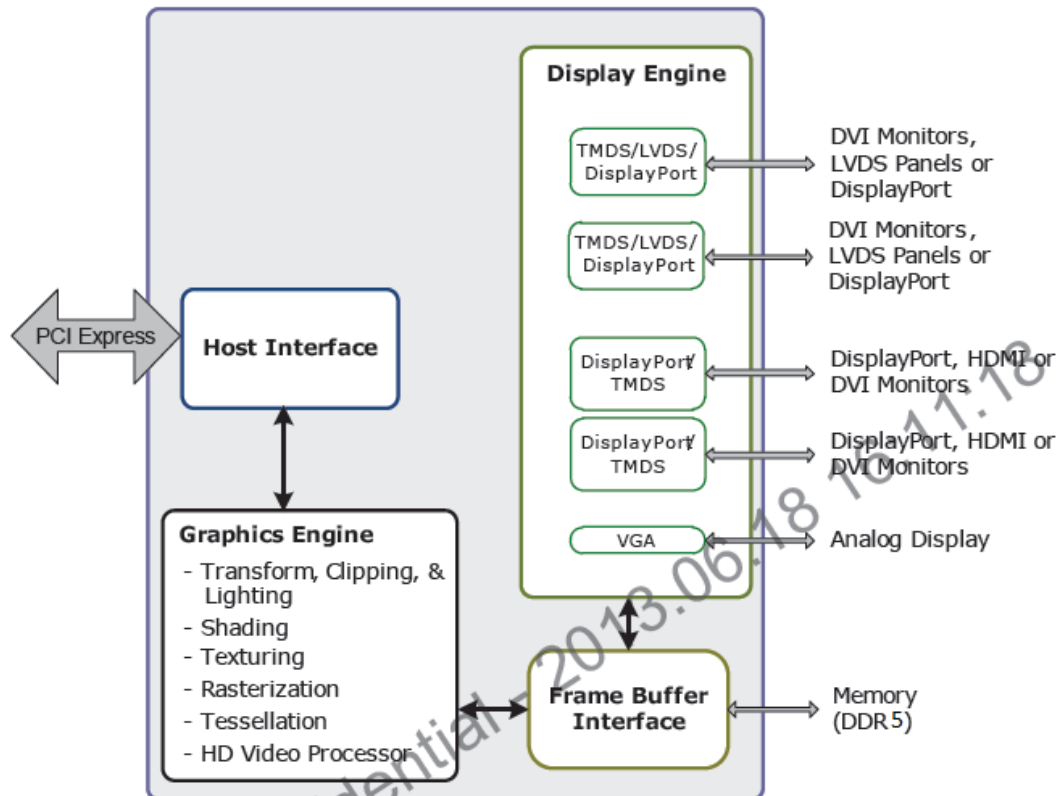 Display Engine
TMDS/LVDS/
DisplayPort
DVI Monitors,
LVDS Panels or
DisplayPort
TMDS/LVDS/
DisplayPort
DVI Monitors,
LVDS Panels or
DisplayPort
PCI Express
Host Interface
DisplayPort/
TMDS
DisplayPort, HDMI or
DVI Monitors
DisplayPort/
TMDS
DisplayPort, HDMI or
DVI Monitors
VGA
Analog Display
Graphics Engine
- Transform, Clipping, &
Lighting
- Shading
- Texturing
- Rasterization
- Tessellation
- HD Video Processor
Frame Buffer
Interface
Memory
(DDR5)
dential - 2013.06.18 16:11:18